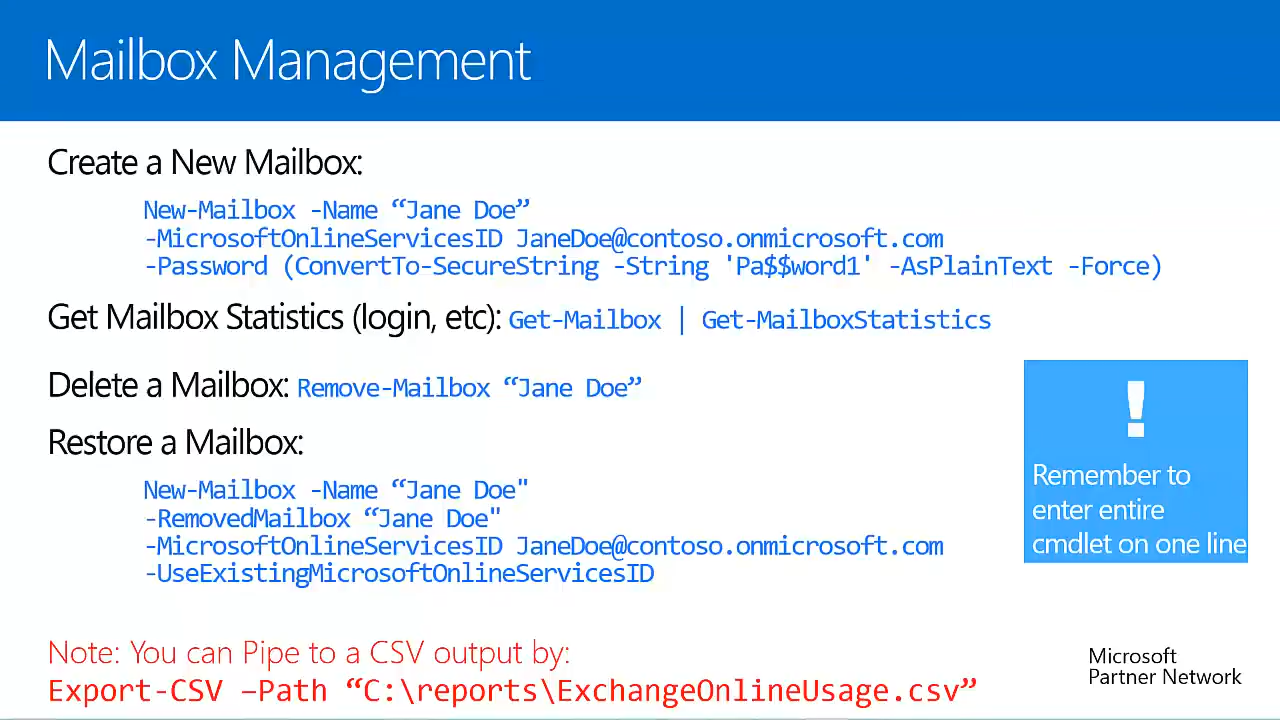 Mailbox Management
Create a New Mailbox:
New-Mailbox -Name “Jane Doe”
-MicrosoftOnlineServicesID JaneDoe@contoso.onmicrosoft.com
-Password (ConvertTo-SecureString -String 'Pa$$word1' -AsPlainText -Force)
Get Mailbox Statistics (login, etc): Get-Mailbox | Get-MailboxStatistics
Delete a Mailbox: Remove-Mailbox “Jane Doe”
Restore a Mailbox:
New-Mailbox -Name “Jane Doe"
-RemovedMailbox “Jane Doe"
-MicrosoftOnlineServicesID JaneDoe@contoso.onmicrosoft.com
-UseExistingMicrosoftOnlineServicesID
!
Remember to
enter entire
cmdlet on one line
Note: You can Pipe to a CSV output by:
Export-CSV –Path “C:\reports\ExchangeOnlineUsage.csv”
Microsoft
Partner Network